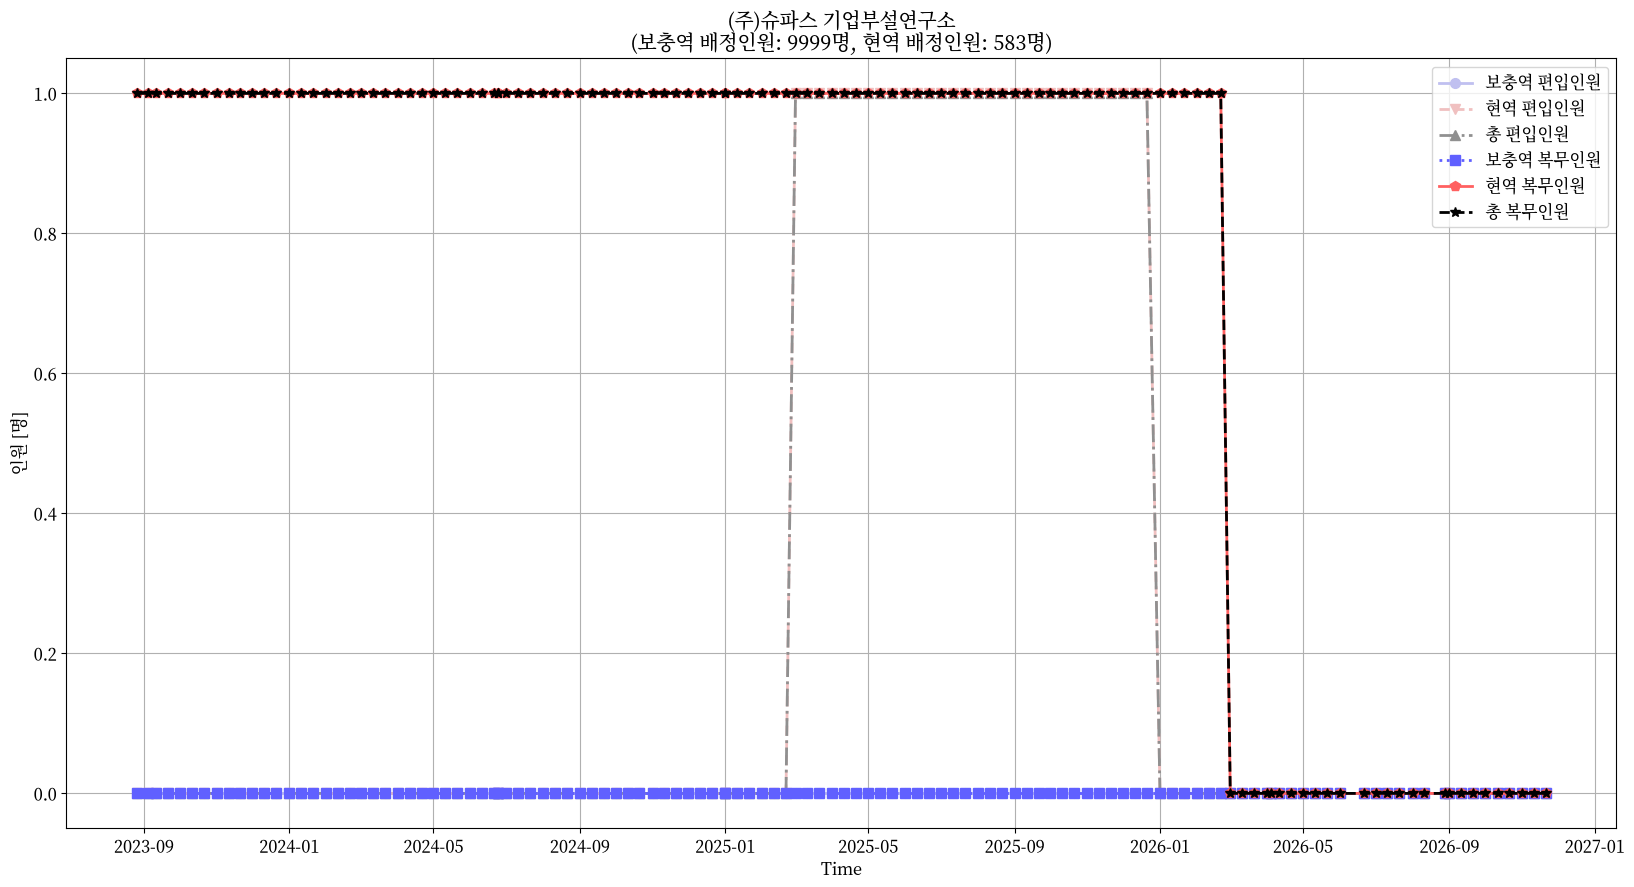 (주)슈파스 기업부설연구소
(보충역 배정인원: 9999명, 현역 배정인원: 583명)
보충역 편입인원
현역 편입인원
총 편입인원
보충역 복무인원
현역 복무인원
총 복무인원
인원 [명]
1.0
0.8
0.6
0.4
0.2
0.0
2023-09 2024-01 2024-05 2024-09 2025-01 2025-05 2025-09 2026-01 2026-05 2026-09 2027-01
Time